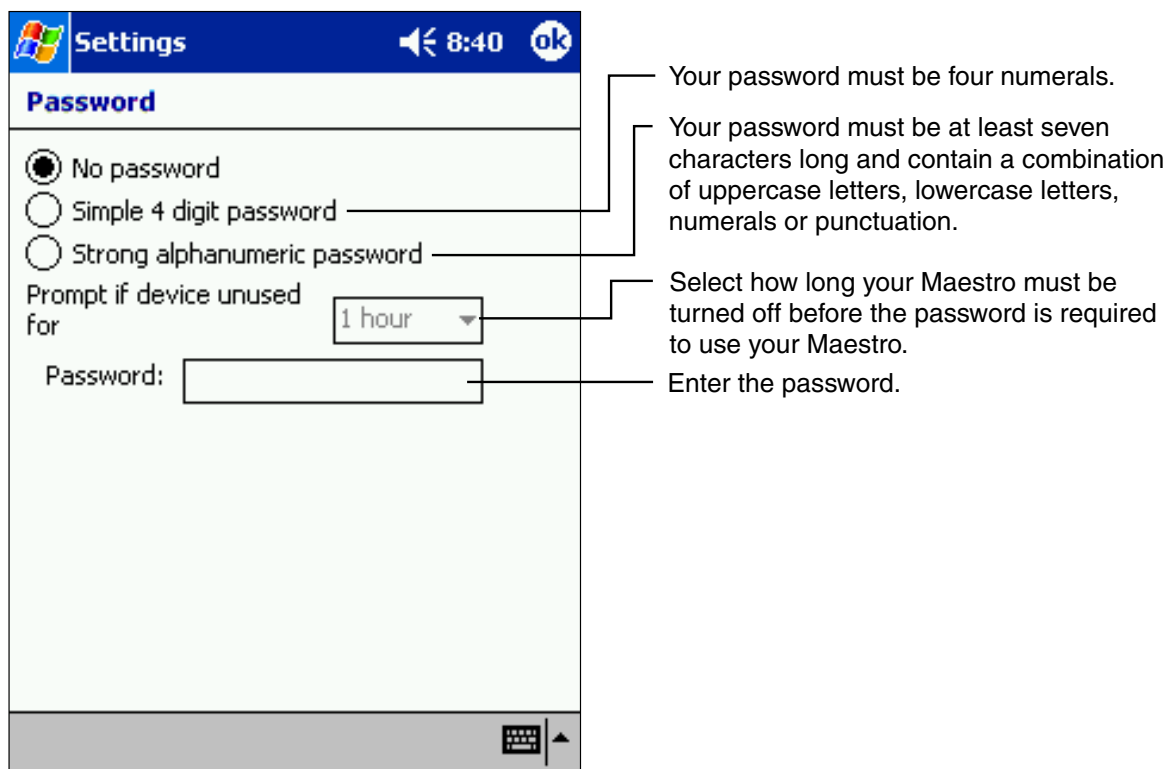 Settings 8:40 ok
Password
No password
Simple 4 digit password
Strong alphanumeric password
Prompt if device unused
for
1 hour
Password:
Your password must be four numerals.
Your password must be at least seven
characters long and contain a combination
of uppercase letters, lowercase letters,
numerals or punctuation.
Select how long your Maestro must be
turned off before the password is required
to use your Maestro.
Enter the password.